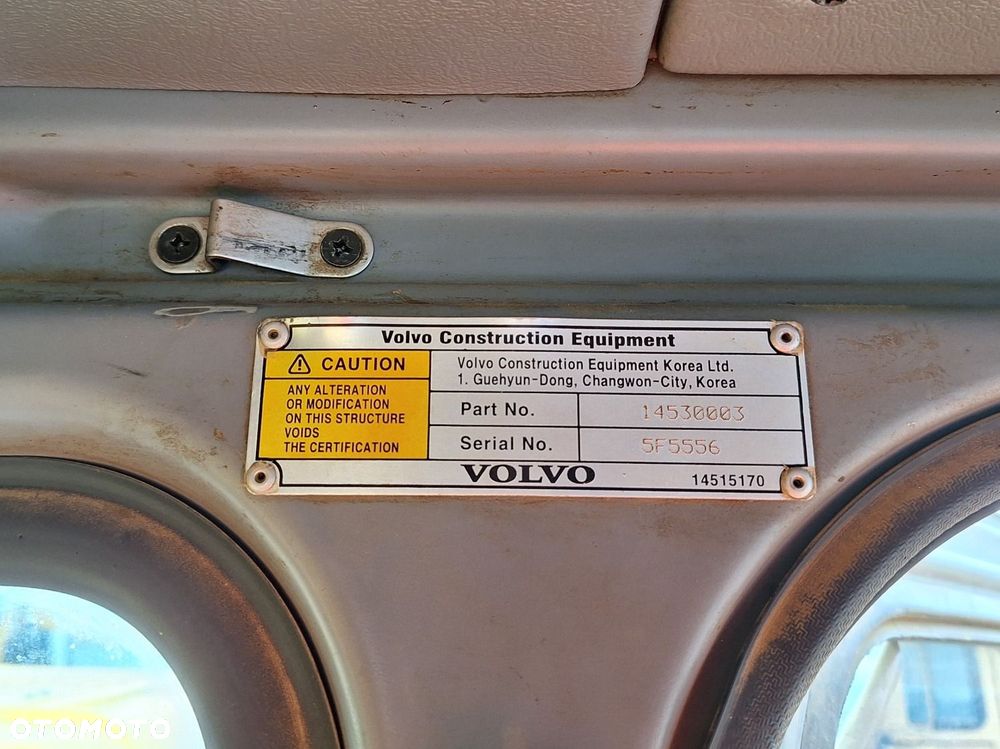 Volvo Construction Equipment
CAUTION
ANY ALTERATION
OR MODIFICATION
ON THIS STRUCTURE
VOIDS
THE CERTIFICATION
Volvo Construction Equipment Korea Ltd.
1. Guehyun-Dong, Changwon-City, Korea
Part No. 14530003
Serial No. 5F5556
VOLVO 14515170
OTOMOTO